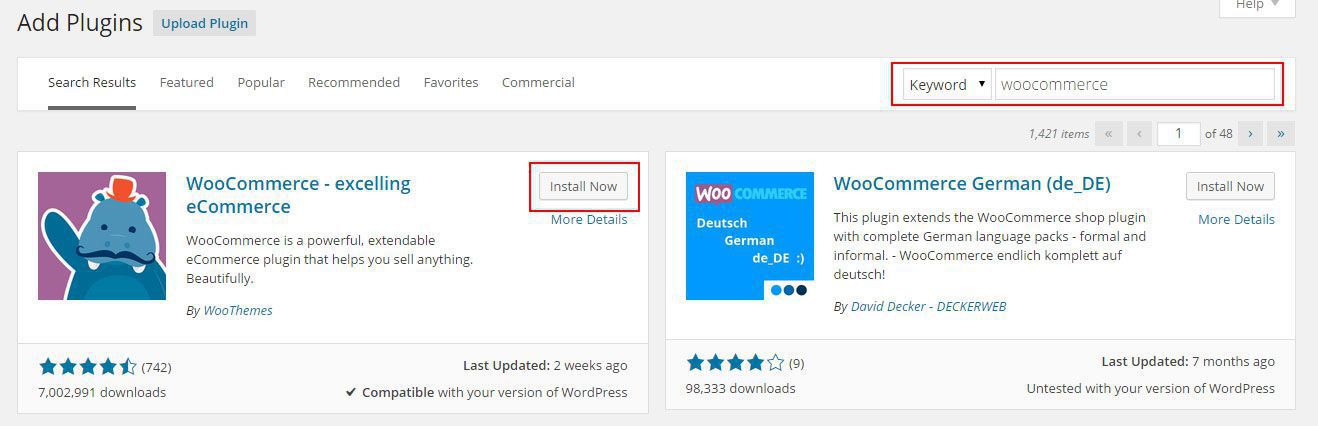 Help ▼
Add Plugins Upload Plugin
Search Results Featured Popular Recommended Favorites Commercial Keyword ▼ woocommerce
1,421 items « ‹ 1 of 48 › »
WooCommerce - excelling
eCommerce
Install Now
More Details
WooCommerce is a powerful, extendable
eCommerce plugin that helps you sell anything.
Beautifully.
By WooThemes
(742)
Last Updated: 2 weeks ago
7,002,991 downloads
✔ Compatible with your version of WordPress
WOO COMMERCE
Deutsch
German
de_DE :)
WooCommerce German (de_DE)
Install Now
More Details
This plugin extends the WooCommerce shop plugin
with complete German language packs - formal and
informal. - WooCommerce endlich komplett auf
deutsch!
By David Decker - DECKERWEB
(9)
Last Updated: 7 months ago
98,333 downloads
Untested with your version of WordPress